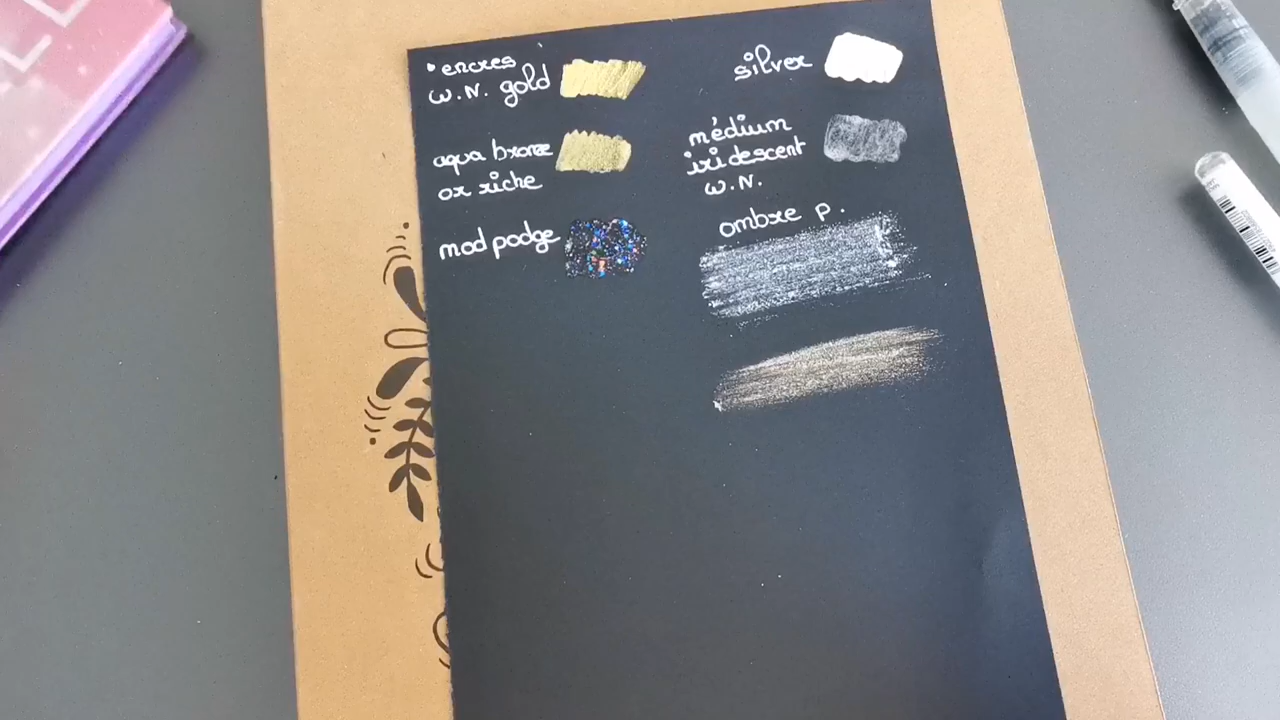 • encres
W.N. gold
silver
aqua bronze
or riche
médium
iridescent
W.N.
mod podge
ombre p.